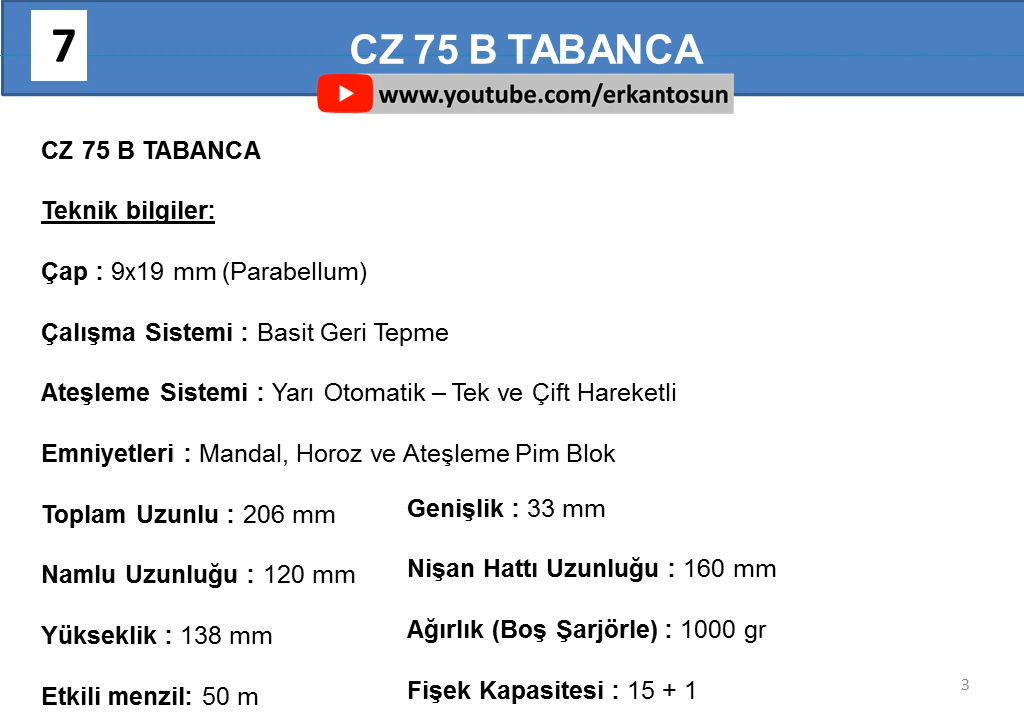 7
CZ 75 B TABANCA
www.youtube.com/erkantosun
CZ 75 B TABANCA
Teknik bilgiler:
Çap : 9x19 mm (Parabellum)
Çalışma Sistemi : Basit Geri Tepme
Ateşleme Sistemi : Yarı Otomatik – Tek ve Çift Hareketli
Emniyetleri : Mandal, Horoz ve Ateşleme Pim Blok
Toplam Uzunlu : 206 mm
Namlu Uzunluğu : 120 mm
Yükseklik : 138 mm
Etkili menzil: 50 m
Genişlik : 33 mm
Nişan Hattı Uzunluğu : 160 mm
Ağırlık (Boş Şarjörle) : 1000 gr
Fişek Kapasitesi : 15 + 1
3